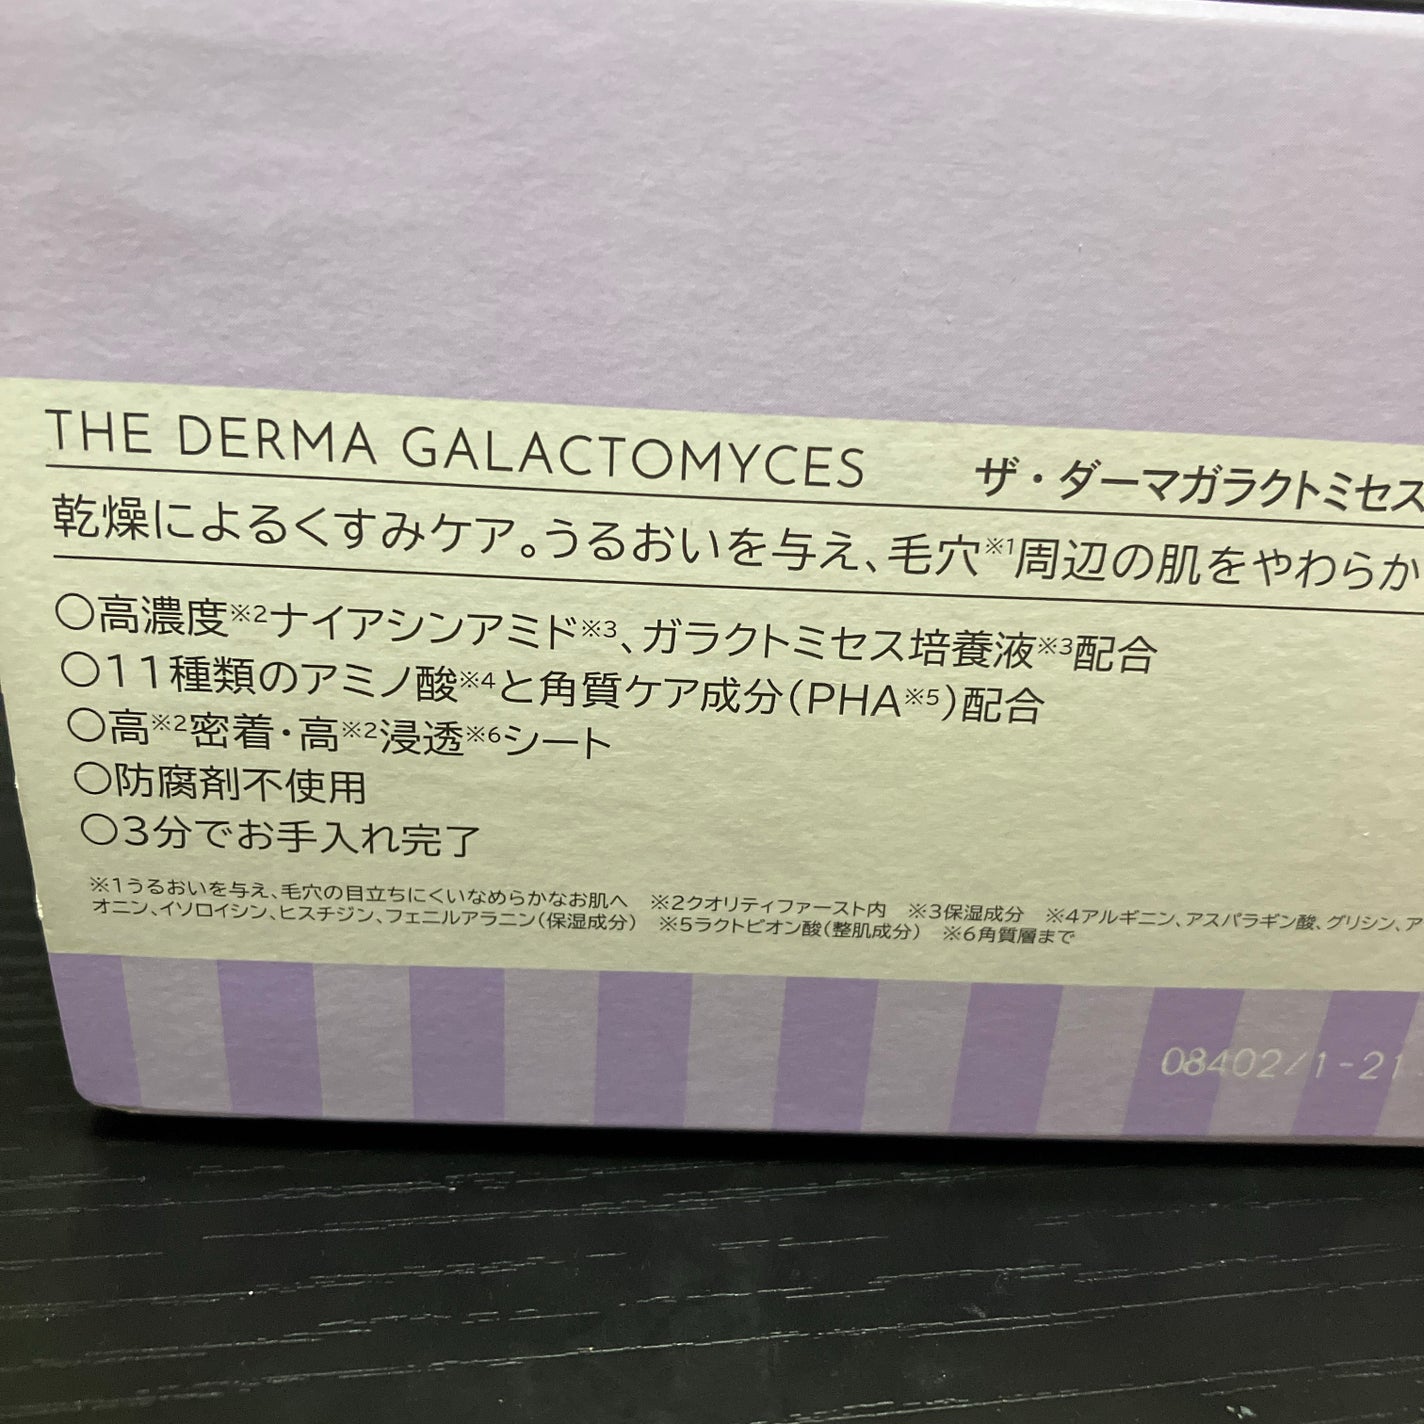 THE DERMA GALACTOMYCES ザ・ダーマガラクトミセス
乾燥によるくすみケア。うるおいを与え、毛穴※1周辺の肌をやわらか
○高濃度※2ナイアシンアミド※3、ガラクトミセス培養液※3配合
○11種類のアミノ酸※4と角質ケア成分(PHA※5)配合
○高※2密着・高※2浸透※6シート
○防腐剤不使用
○3分でお手入れ完了
※1うるおいを与え、毛穴の目立ちにくいなめらかなお肌へ ※2クオリティファースト内 ※3保湿成分 ※4アルギニン、アスパラギン酸、グリシン、ア
オニン、イソロイシン、ヒスチジン、フェニルアラニン(保湿成分) ※5ラクトビオン酸(整肌成分) ※6角質層まで
08402/1-21